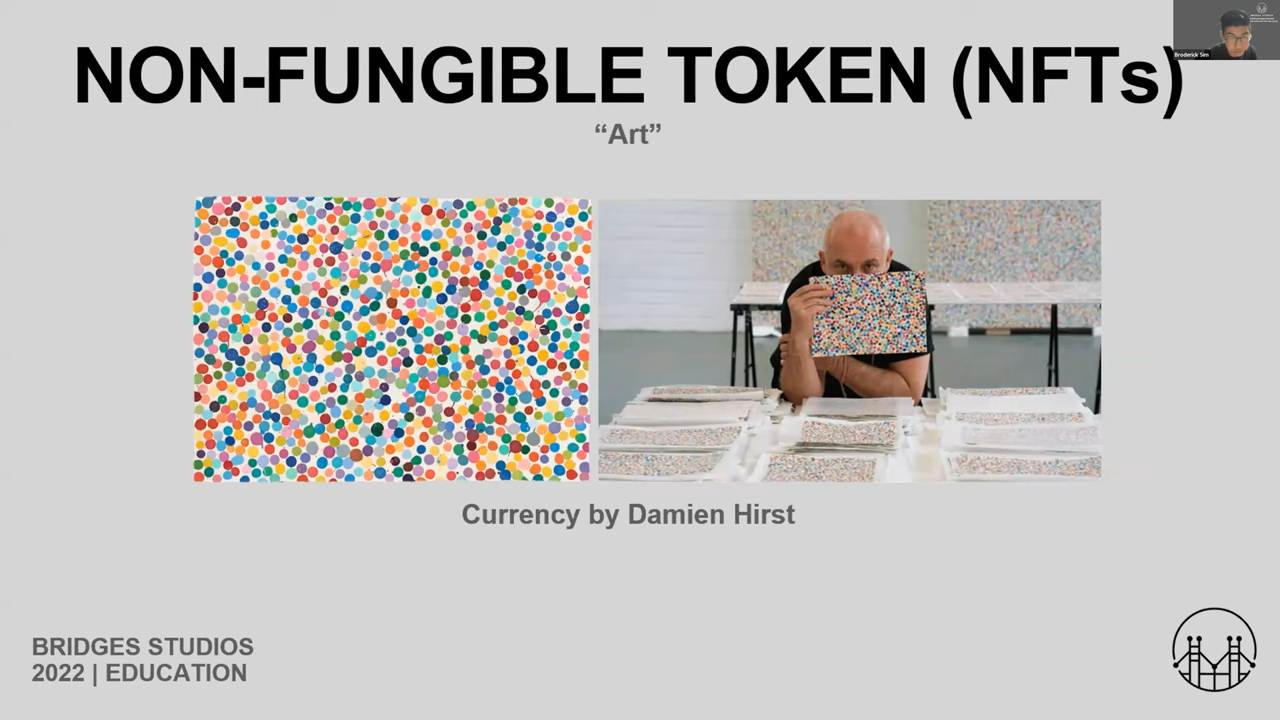 NON-FUNGIBLE TOKEN (NFTs)
“Art”
Currency by Damien Hirst
BRIDGES STUDIOS
2022 | EDUCATION
Broderick Sim